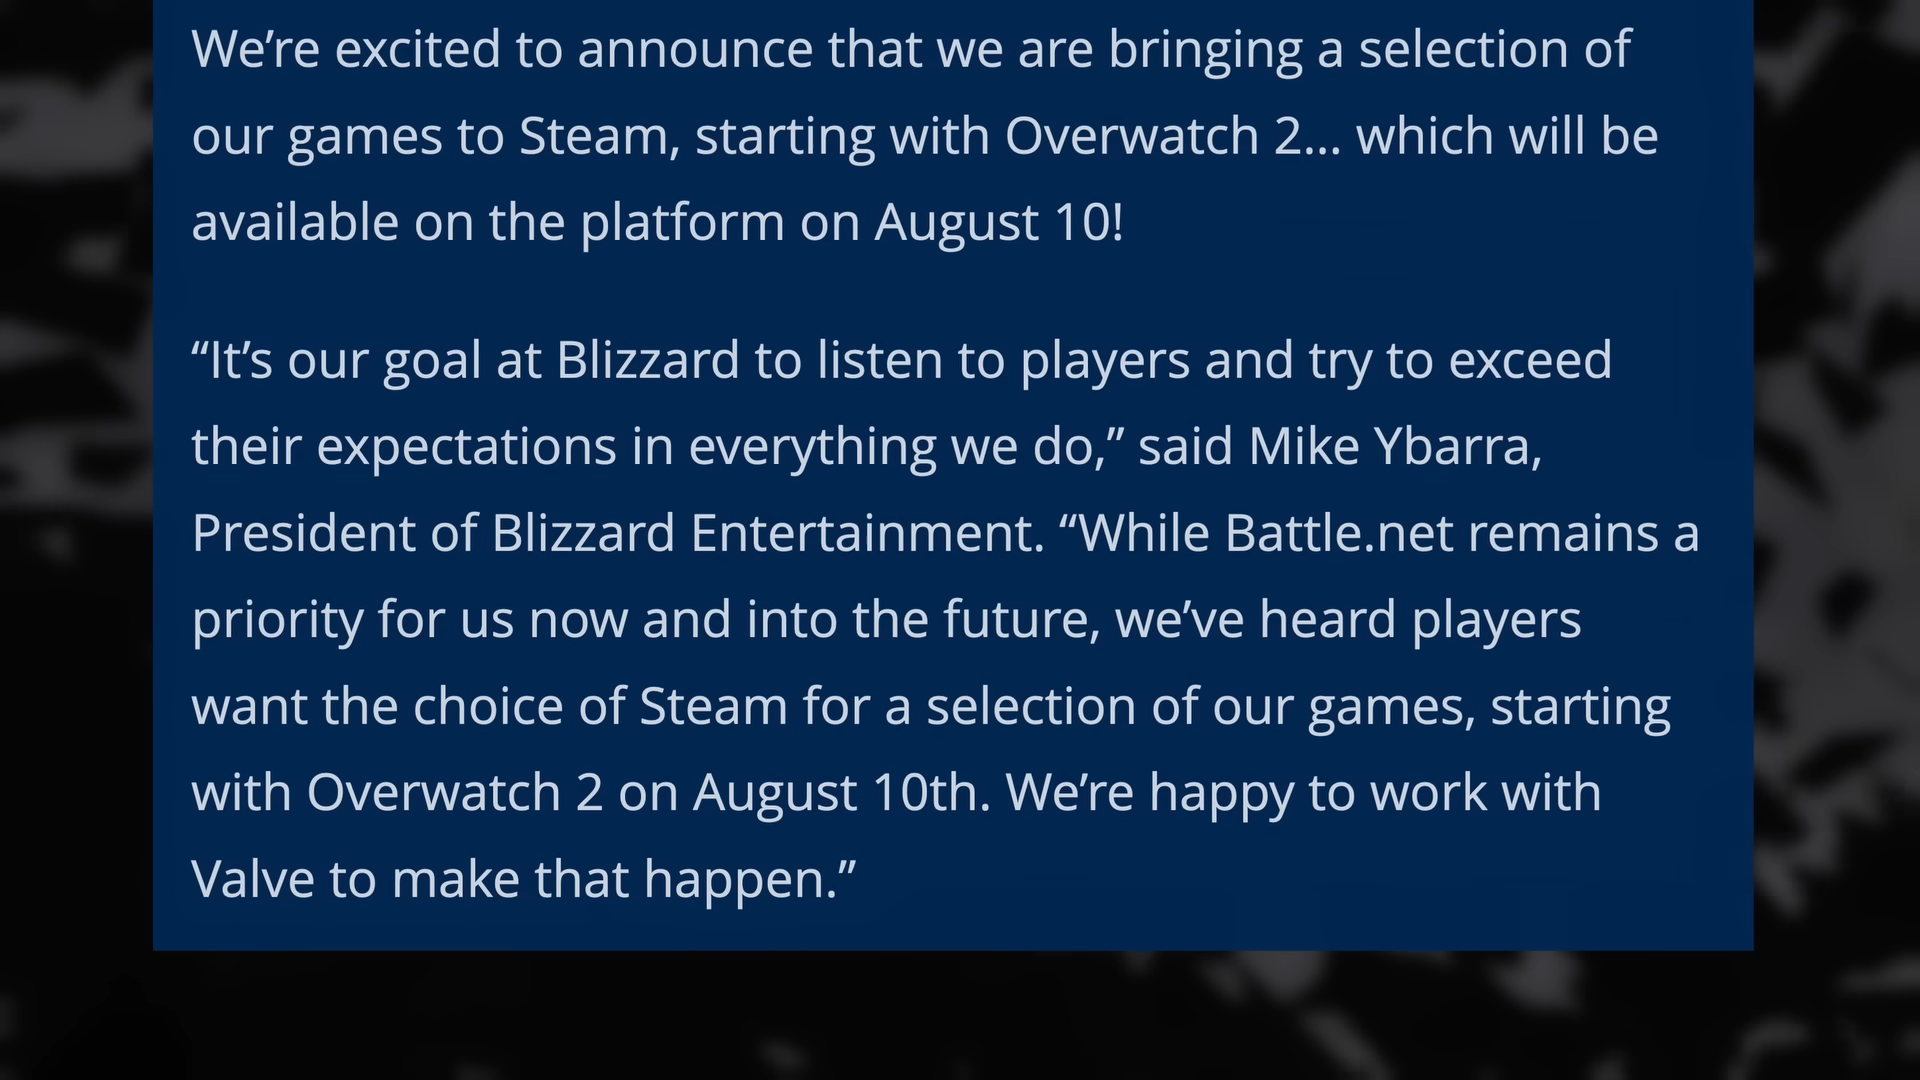 We’re excited to announce that we are bringing a selection of
our games to Steam, starting with Overwatch 2... which will be
available on the platform on August 10!
“It’s our goal at Blizzard to listen to players and try to exceed
their expectations in everything we do,” said Mike Ybarra,
President of Blizzard Entertainment. “While Battle.net remains a
priority for us now and into the future, we’ve heard players
want the choice of Steam for a selection of our games, starting
with Overwatch 2 on August 10th. We’re happy to work with
Valve to make that happen.”